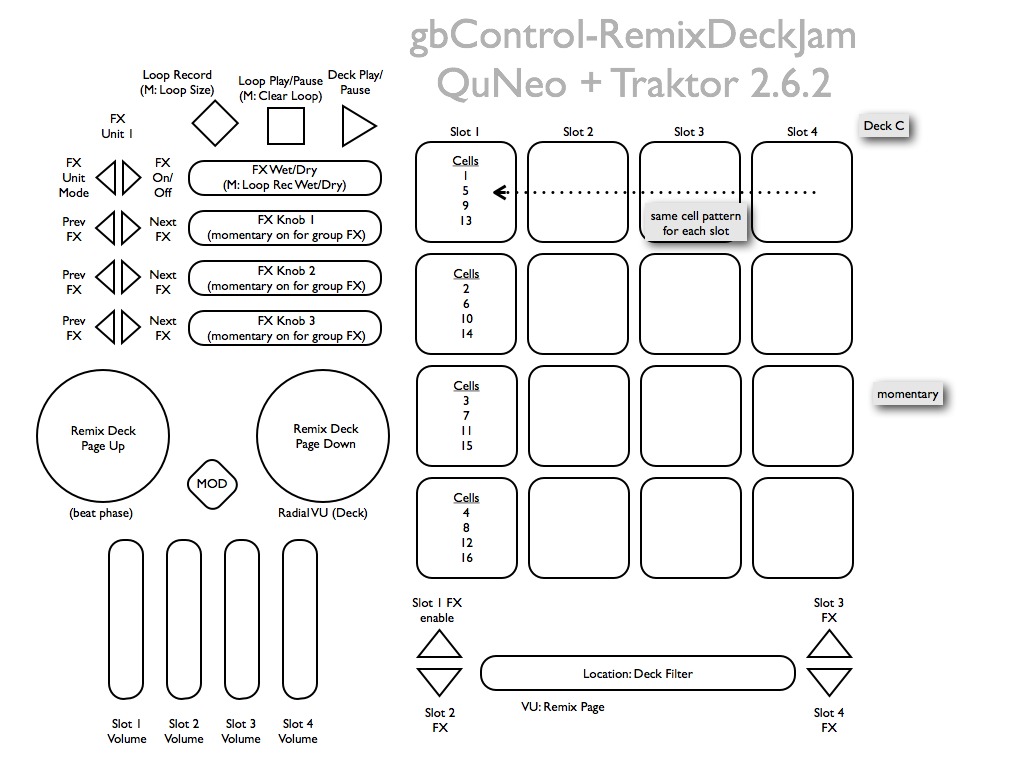 gbControl-RemixDeckJam
QuNeo + Traktor 2.6.2
Loop Record
(M: Loop Size)
Loop Play/Pause
(M: Clear Loop)
Deck Play/
Pause
FX
Unit 1
FX
Unit
Mode
FX
On/
Off
FX Wet/Dry
(M: Loop Rec Wet/Dry)
Prev
FX
Next
FX
FX Knob 1
(momentary on for group FX)
Prev
FX
Next
FX
FX Knob 2
(momentary on for group FX)
Prev
FX
Next
FX
FX Knob 3
(momentary on for group FX)
Remix Deck
Page Up
(beat phase)
MOD
Remix Deck
Page Down
Radial VU (Deck)
Slot 1
Volume
Slot 2
Volume
Slot 3
Volume
Slot 4
Volume
Slot 1
Slot 2
Slot 3
Slot 4
Deck C
Cells
1
5
9
13
same cell pattern
for each slot
Cells
2
6
10
14
Cells
3
7
11
15
momentary
Cells
4
8
12
16
Slot 1 FX
enable
Slot 2
FX
Location: Deck Filter
VU: Remix Page
Slot 3
FX
Slot 4
FX